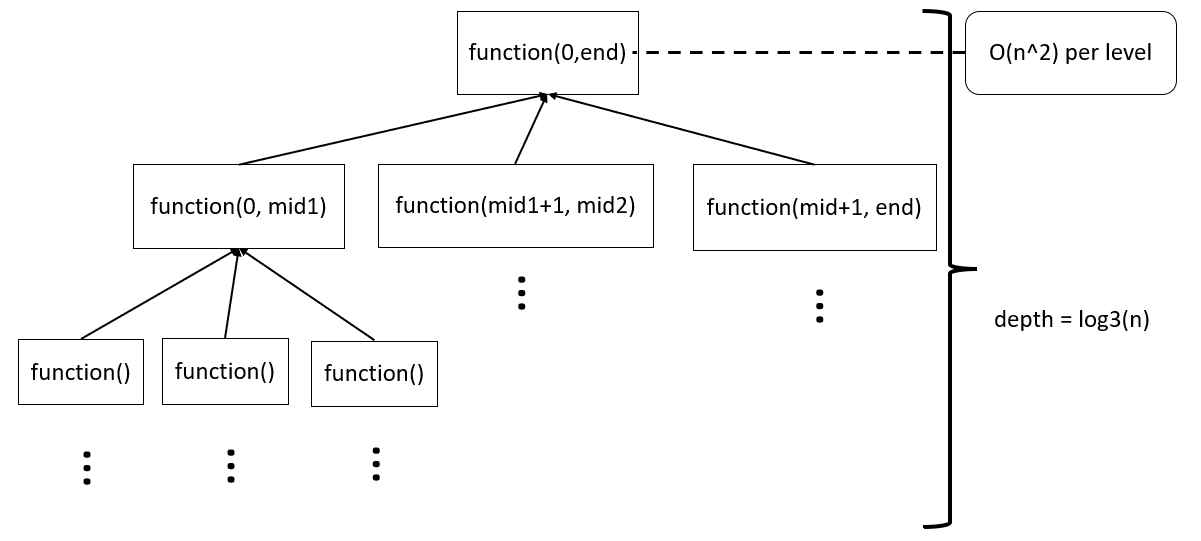 function(0,end)
O(n^2) per level
function(0, mid1)
function(mid1+1, mid2)
function(mid+1, end)
depth = log3(n)
function()
function()
function()